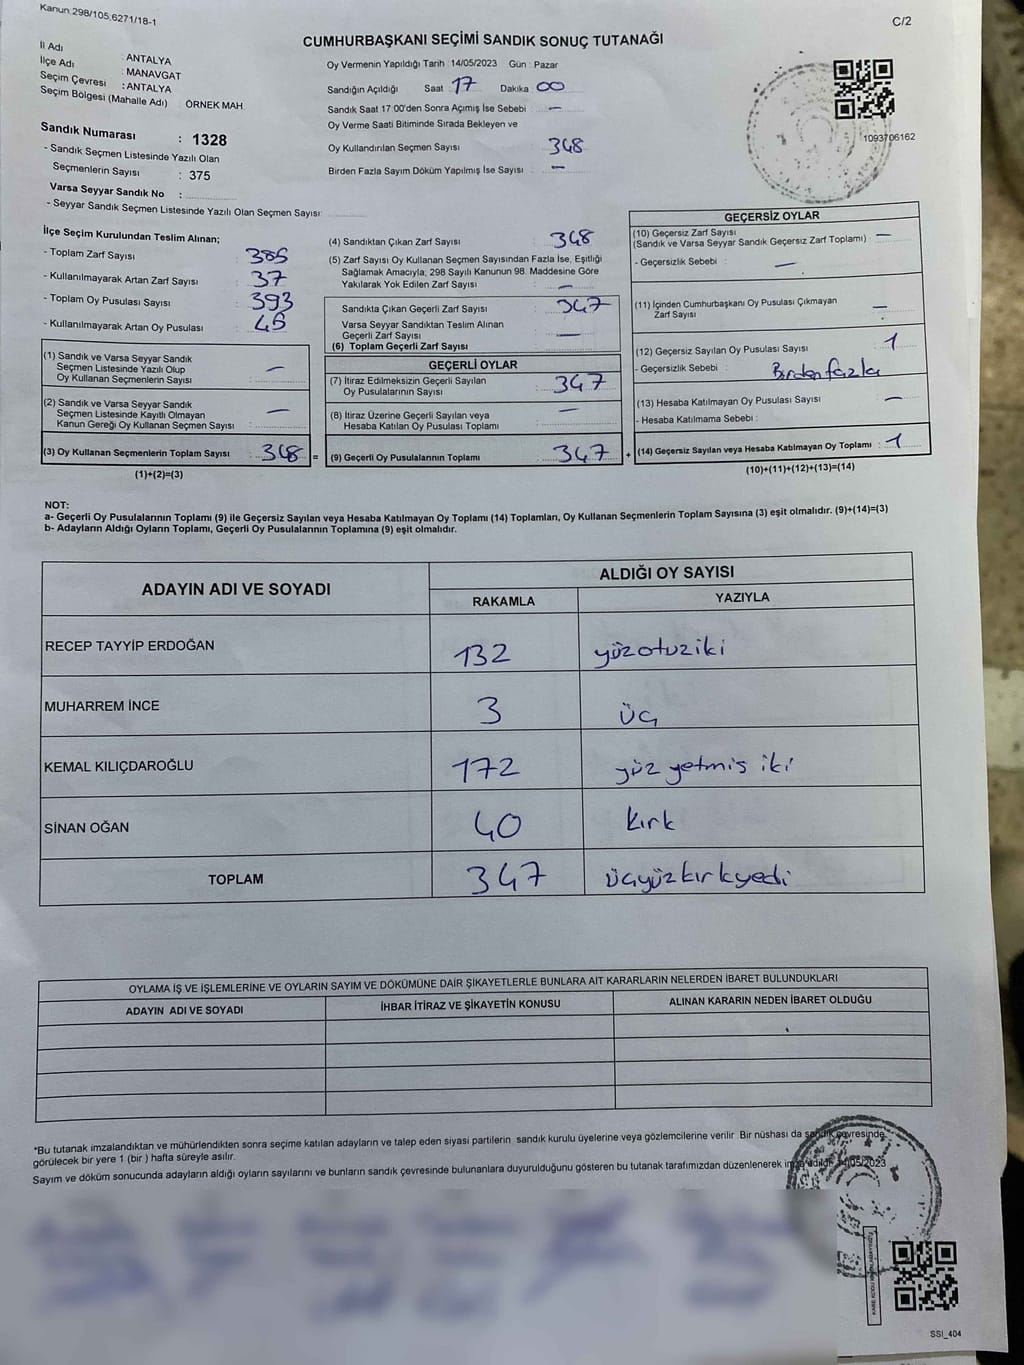 Kanun:298/105,6271/18-1
C/2
CUMHURBAŞKANI SEÇİMİ SANDIK SONUÇ TUTANAĞI
İl Adı : ANTALYA
İlçe Adı : MANAVGAT
Seçim Çevresi : ANTALYA
Seçim Bölgesi (Mahalle Adı) ORNEK MAH
Sandık Numarası : 1328
- Sandık Seçmen Listesinde Yazılı Olan
Seçmenlerin Sayısı : 375
Varsa Seyyar Sandık No :
- Seyyar Sandık Seçmen Listesinde Yazılı Olan Seçmen Sayısı:
Oy Vermenin Yapıldığı Tarih : 14/05/2023 Gün : Pazar
Sandığın Açıldığı Saat 17 Dakika 00
Sandık Saat 17:00'den Sonra Açımış İse Sebebi : —
Oy Verme Saati Bitiminde Sırada Bekleyen ve
Oy Kullandırılan Seçmen Sayısı : 348
Birden Fazla Sayım Döküm Yapılmış İse Sayısı : —
1093706162
İlçe Seçim Kurulundan Teslim Alınan;
- Toplam Zarf Sayısı : 385
- Kullanılmayarak Artan Zarf Sayısı : 37
- Toplam Oy Pusulası Sayısı : 393
- Kullanılmayarak Artan Oy Pusulası : 45
(1) Sandık ve Varsa Seyyar Sandık
Seçmen Listesinde Yazılı Olup
Oy Kullanan Seçmenlerin Sayısı : —
(2) Sandık ve Varsa Seyyar Sandık
Seçmen Listesinde Kayıtlı Olmayan
Kanun Gereği Oy Kullanan Seçmen Sayısı : —
(3) Oy Kullanan Seçmenlerin Toplam Sayısı : 348 =
(1)+(2)=(3)
(4) Sandıktan Çıkan Zarf Sayısı : 348
(5) Zarf Sayısı Oy Kullanan Seçmen Sayısından Fazla İse, Eşitliği
Sağlamak Amacıyla; 298 Sayılı Kanunun 98. Maddesine Göre
Yakılarak Yok Edilen Zarf Sayısı : —
Sandıkta Çıkan Geçerli Zarf Sayısı : 347
Varsa Seyyar Sandıktan Teslim Alınan
Geçerli Zarf Sayısı : —
(6) Toplam Geçerli Zarf Sayısı
GEÇERLİ OYLAR
(7) İtiraz Edilmeksizin Geçerli Sayılan
Oy Pusulalarının Sayısı : 347
(8) İtiraz Üzerine Geçerli Sayılan veya
Hesaba Katılan Oy Pusulası Toplamı : —
(9) Geçerli Oy Pusulalarının Toplamı : 347 +
GEÇERSİZ OYLAR
(10) Geçersiz Zarf Sayısı
(Sandık ve Varsa Seyyar Sandık Geçersiz Zarf Toplamı) : —
- Geçersizlik Sebebi : —
(11) İçinden Cumhurbaşkanı Oy Pusulası Çıkmayan
Zarf Sayısı : —
(12) Geçersiz Sayılan Oy Pusulası Sayısı : 1
- Geçersizlik Sebebi : Birden fazla
(13) Hesaba Katılmayan Oy Pusulası Sayısı : —
- Hesaba Katılmama Sebebi :
(14) Geçersiz Sayılan veya Hesaba Katılmayan Oy Toplamı : 1
(10)+(11)+(12)+(13)=(14)
NOT:
a- Geçerli Oy Pusulalarının Toplamı (9) ile Geçersiz Sayılan veya Hesaba Katılmayan Oy Toplamı (14) Toplamları, Oy Kullanan Seçmenlerin Toplam Sayısına (3) eşit olmalıdır. (9)+(14)=(3)
b- Adayların Aldığı Oyların Toplamı, Geçerli Oy Pusulalarının Toplamına (9) eşit olmalıdır.
ADAYIN ADI VE SOYADI
ALDIĞI OY SAYISI
RAKAMLA YAZIYLA
RECEP TAYYİP ERDOĞAN 132 yüzotuziki
MUHARREM İNCE 3 üç
KEMAL KILIÇDAROĞLU 172 yüz yetmiş iki
SİNAN OĞAN 40 kırk
TOPLAM 347 üçyüzkırkyedi
OYLAMA İŞ VE İŞLEMLERİNE VE OYLARIN SAYIM VE DÖKÜMÜNE DAİR ŞİKAYETLERLE BUNLARA AİT KARARLARIN NELERDEN İBARET BULUNDUKLARI
ADAYIN ADI VE SOYADI İHBAR İTİRAZ VE ŞİKAYETİN KONUSU ALINAN KARARIN NEDEN İBARET OLDUĞU
*Bu tutanak imzalandıktan ve mühürlendikten sonra seçime katılan adayların ve talep eden siyasi partilerin sandık kurulu üyelerine veya gözlemcilerine verilir Bir nüshası da sandık çevresinde
görülecek bir yere 1 (bir ) hafta süreyle asılır.
Sayım ve döküm sonucunda adayların aldığı oyların sayılarını ve bunların sandık çevresinde bulunanlara duyurulduğunu gösteren bu tutanak tarafımızdan düzenlenerek imza edildi. 14/05/2023
SSI_404